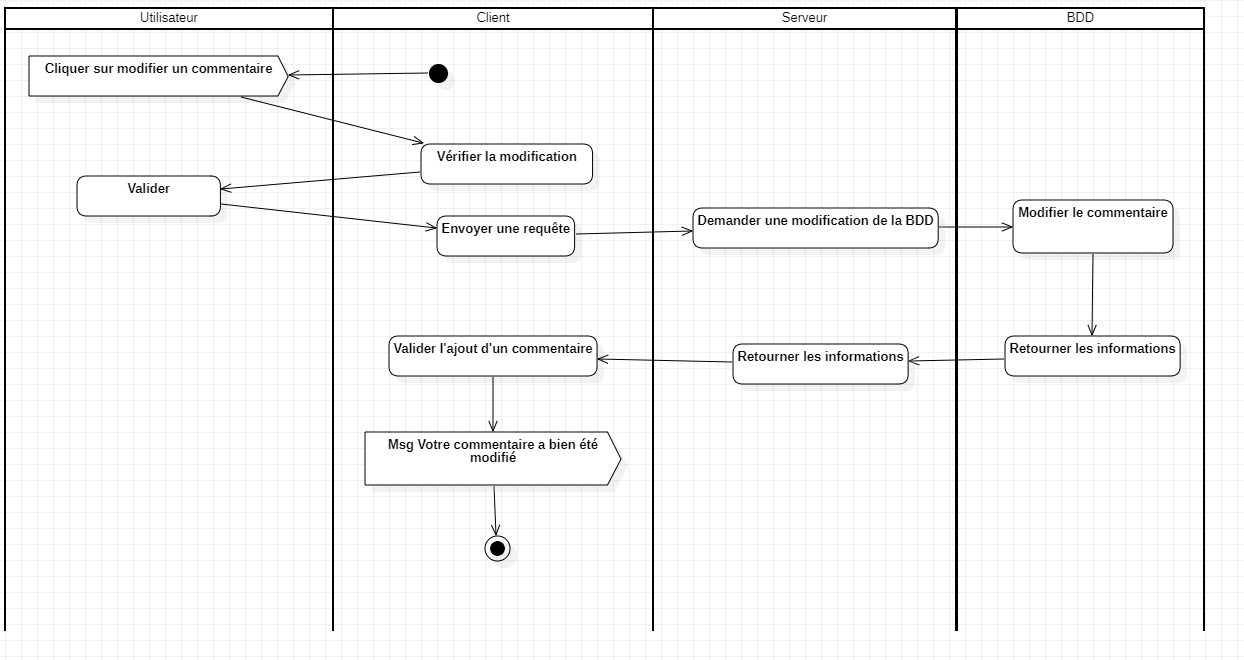 Utilisateur
Client
Serveur
BDD
Cliquer sur modifier un commentaire
Vérifier la modification
Valider
Envoyer une requête
Demander une modification de la BDD
Modifier le commentaire
Valider l'ajout d'un commentaire
Retourner les informations
Retourner les informations
Msg Votre commentaire a bien été
modifié